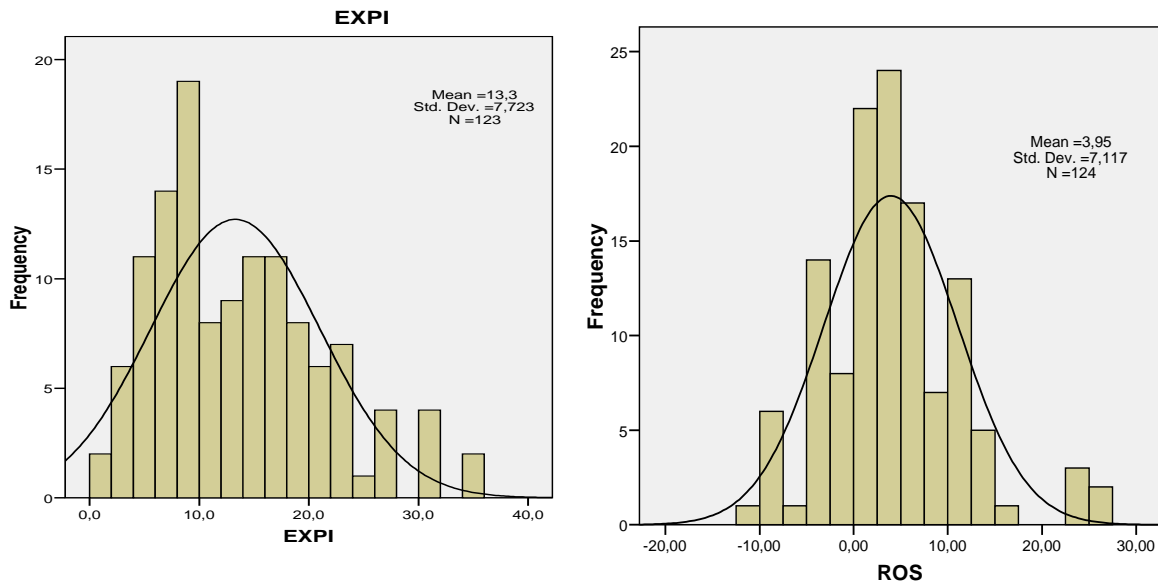 EXPI
Frequency
20
15
10
5
0
Mean =13,3
Std. Dev. =7,723
N =123
0,0 10,0 20,0 30,0 40,0
EXPI
Frequency
25
20
15
10
5
0
Mean =3,95
Std. Dev. =7,117
N =124
-20,00 -10,00 0,00 10,00 20,00 30,00
ROS